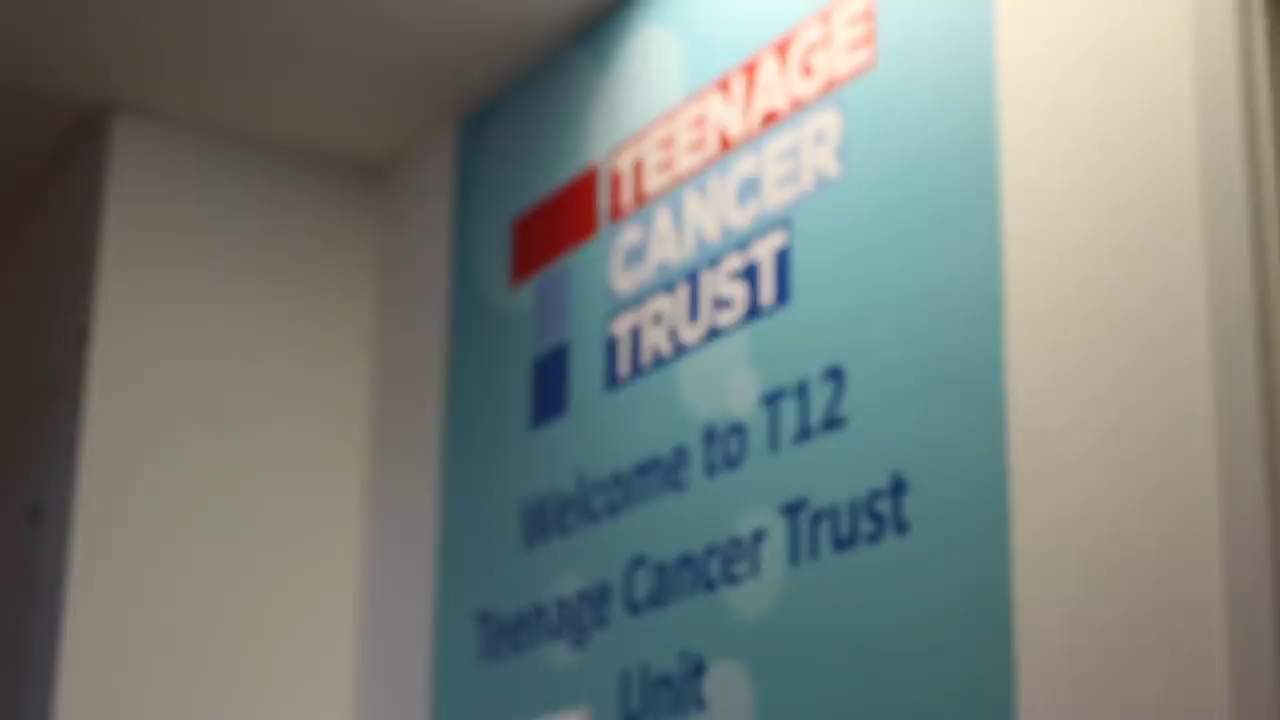 TEENAGE
CANCER
TRUST
Welcome to T12
Teenage Cancer Trust
Unit